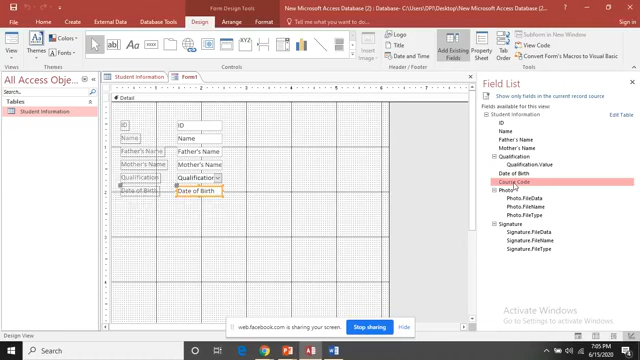 Form Design Tools
New Microsoft Access Database (2) : Database- C:\Users\DPI\Desktop\New Microsoft Access Database (2)....
Sign in
File
Home
Create
External Data
Database Tools
Design
Arrange
Format
Tell me what you want to do...
View
Themes
Colors
Fonts
ab|
Aa
XYZ
Logo
Title
Date and Time
Add Existing Fields
Property Sheet
Tab Order
View Code
Convert Form's Macros to Visual Basic
Views
Themes
Controls
Header / Footer
Tools
All Access Obje...
Search...
Tables
Student Information
Student Information
Form1
Detail
ID
ID
Name
Name
Father's Name
Father's Name
Mother's Name
Mother's Name
Qualification
Qualification
Date of Birth
Date of Birth
Field List
Show only fields in the current record source
Fields available for this view:
Student Information
Edit Table
ID
Name
Father's Name
Mother's Name
Qualification
Qualification.Value
Date of Birth
Course Code
Photo
Photo.FileData
Photo.FileName
Photo.FileType
Signature
Signature.FileData
Signature.FileName
Signature.FileType
Activate Windows
Go to Settings to activate Windows.
web.facebook.com is sharing your screen.
Stop sharing
Hide
Design View
Search
7:05 PM
6/15/2020